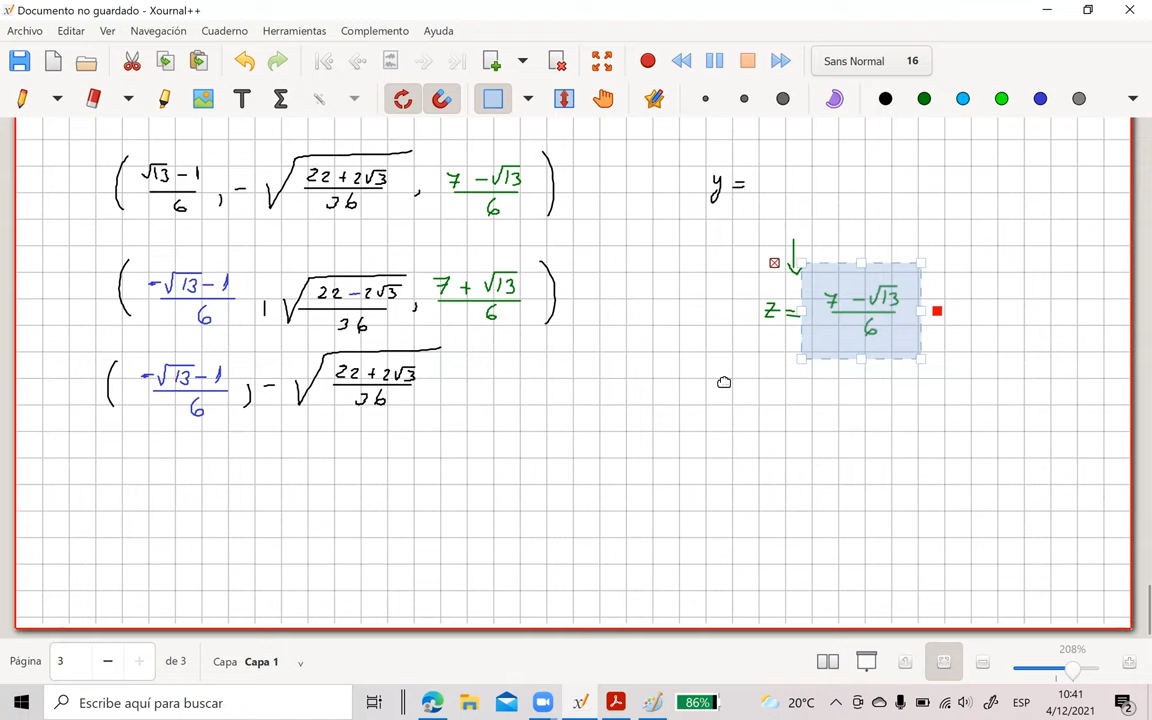 Documento no guardado - Xournal++
Archivo Editar Ver Navegación Cuaderno Herramientas Complemento Ayuda
Sans Normal 16
( √13 - 1 / 6 , - √(22 + 2√3 / 36) , 7 - √13 / 6 )
y =
( -√13 - 1 / 6 , √(22 - 2√3 / 36) , 7 + √13 / 6 )
z = 7 - √13 / 6
( -√13 - 1 / 6 , - √(22 + 2√3 / 36)
Página 3 de 3 Capa Capa 1 208%
Escribe aquí para buscar 86% 20°C ESP 10:41
4/12/2021 2